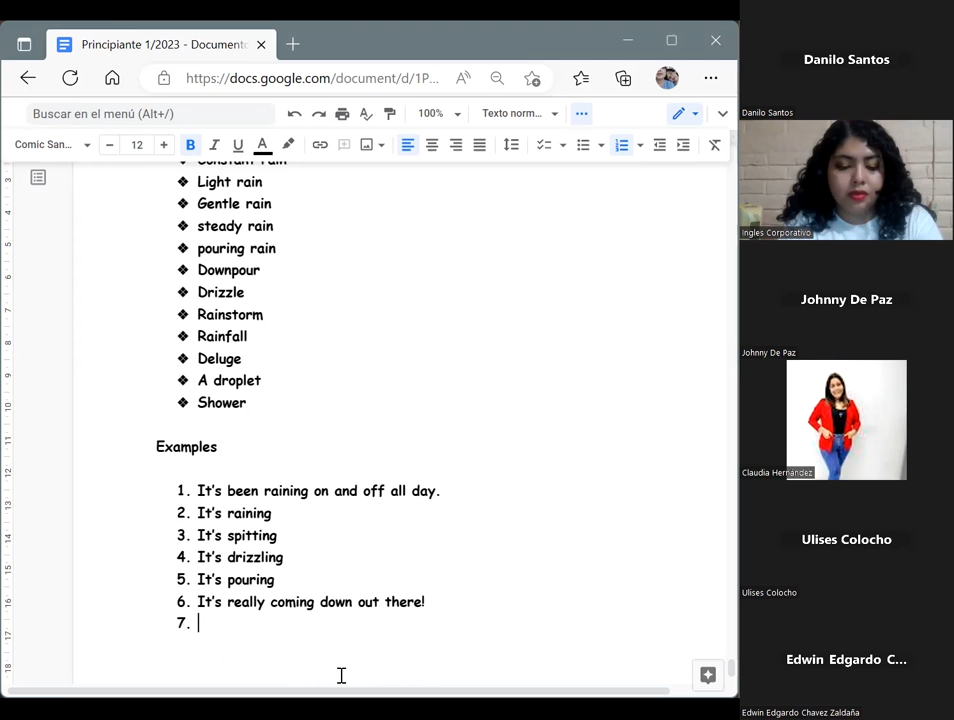 Principiante 1/2023 - Documento
https://docs.google.com/document/d/1P...
Buscar en el menú (Alt+/)
100%
Texto norm...
Comic San...
12
Constant rain
Light rain
Gentle rain
steady rain
pouring rain
Downpour
Drizzle
Rainstorm
Rainfall
Deluge
A droplet
Shower
Examples
1. It's been raining on and off all day.
2. It's raining
3. It's spitting
4. It's drizzling
5. It's pouring
6. It's really coming down out there!
7.
Danilo Santos
Danilo Santos
Ingles Corporativo
Johnny De Paz
Johnny De Paz
Claudia Hernández
Ulises Colocho
Ulises Colocho
Edwin Edgardo C...
Edwin Edgardo Chavez Zaldaña